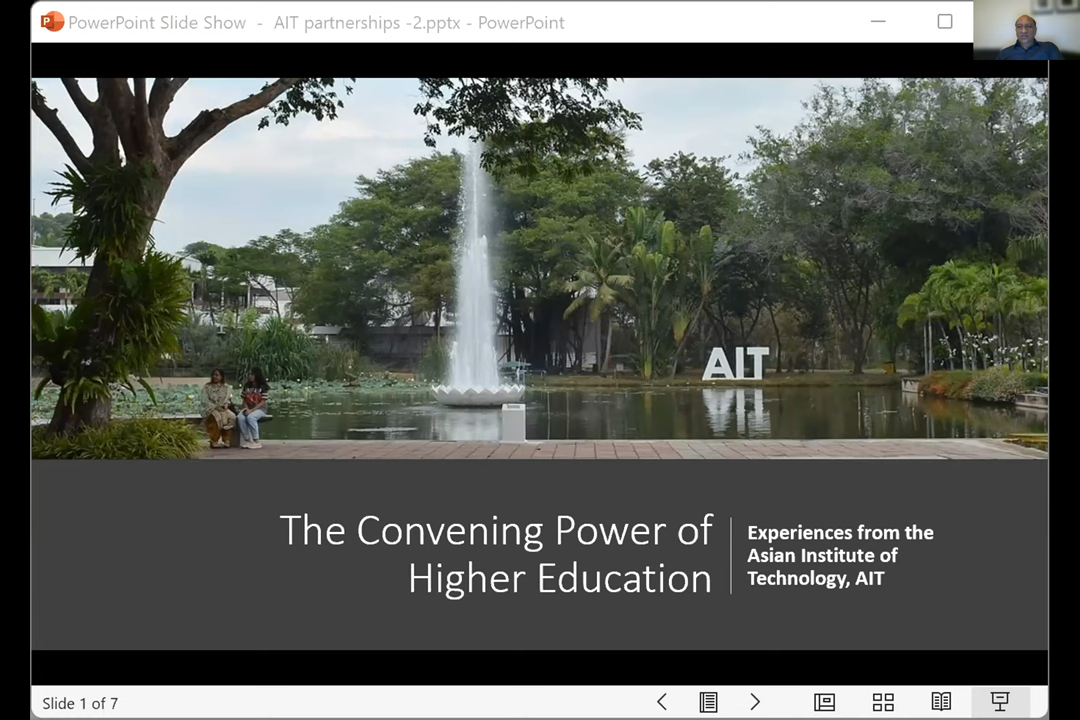 PowerPoint Slide Show - AIT partnerships -2.pptx - PowerPoint
AIT
The Convening Power of
Higher Education
Experiences from the
Asian Institute of
Technology, AIT
Slide 1 of 7